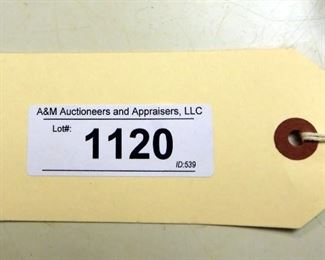 A&M Auctioneers and Appraisers, LLC
Lot#:
1120
ID:539